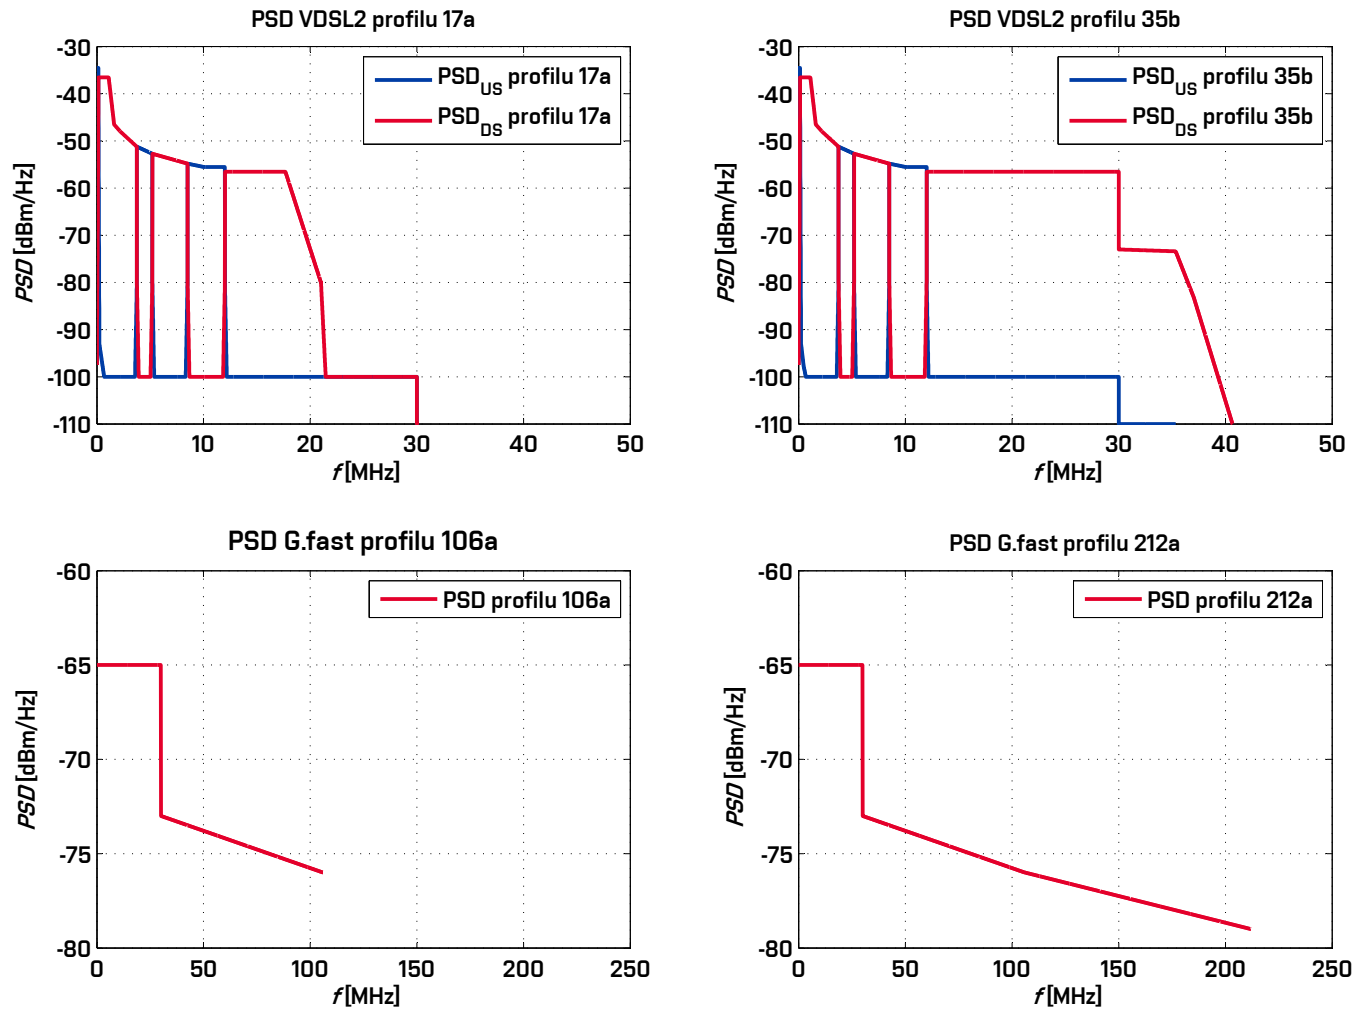 PSD VDSL2 profilu 17a
-30
-40
-50
-60
-70
-80
-90
-100
-110
PSD [dBm/Hz]
PSD_US profilu 17a
PSD_DS profilu 17a
0 10 20 30 40 50
f [MHz]
PSD VDSL2 profilu 35b
-30
-40
-50
-60
-70
-80
-90
-100
-110
PSD [dBm/Hz]
PSD_US profilu 35b
PSD_DS profilu 35b
0 10 20 30 40 50
f [MHz]
PSD G.fast profilu 106a
-60
-65
-70
-75
-80
PSD [dBm/Hz]
PSD profilu 106a
0 50 100 150 200 250
f [MHz]
PSD G.fast profilu 212a
-60
-65
-70
-75
-80
PSD [dBm/Hz]
PSD profilu 212a
0 50 100 150 200 250
f [MHz]